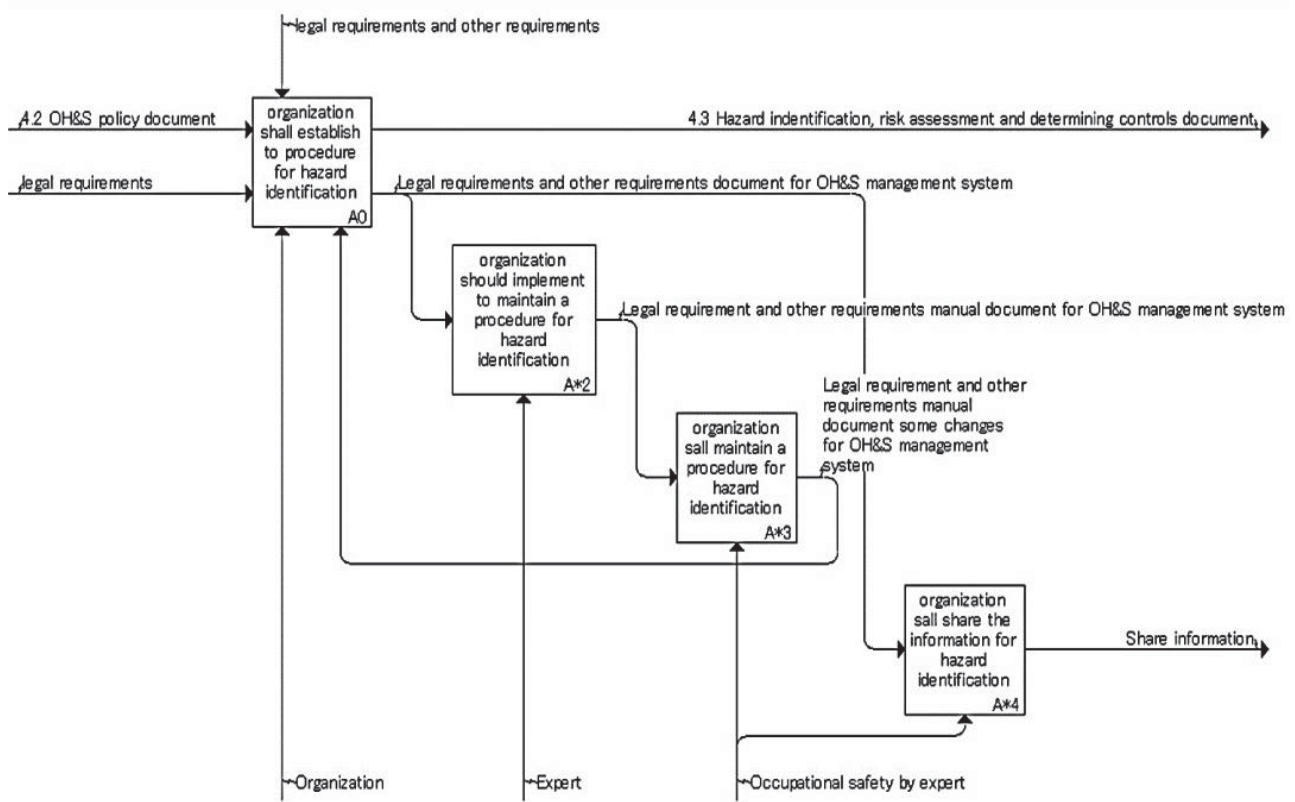 legal requirements and other requirements
4.2 OH&S policy document
organization
shall establish
to procedure
for hazard
identification
A0
4.3 Hazard indentification, risk assessment and determining controls document
legal requirements
Legal requirements and other requirements document for OH&S management system
organization
should implement
to maintain a
procedure for
hazard
identification
A*2
Legal requirement and other requirements manual document for OH&S management system
Legal requirement and other
requirements manual
document some changes
for OH&S management
system
organization
sall maintain a
procedure for
hazard
identification
A*3
organization
sall share the
information for
hazard
identification
A*4
Share information
Organization
Expert
Occupational safety by expert